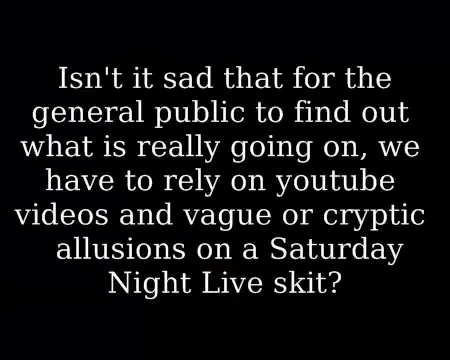 Isn't it sad that for the
general public to find out
what is really going on, we
have to rely on youtube
videos and vague or cryptic
allusions on a Saturday
Night Live skit?